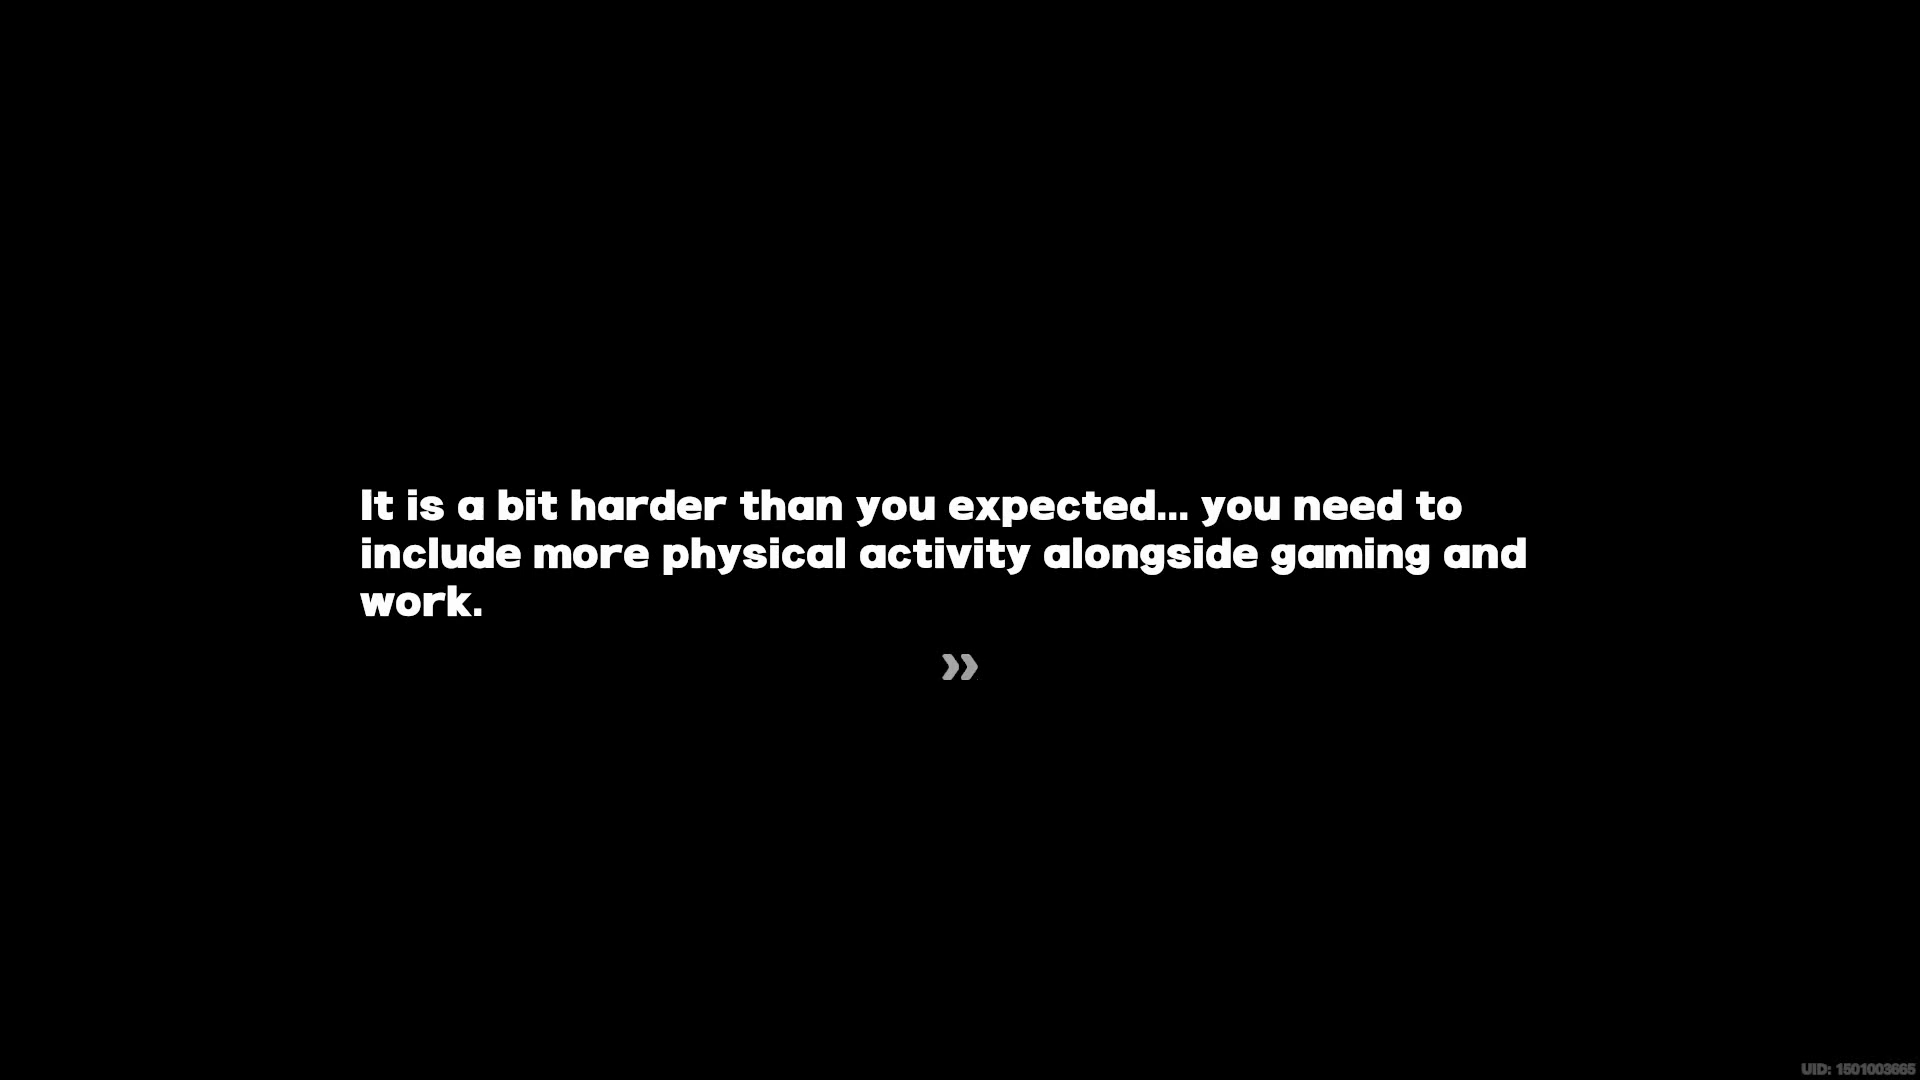 It is a bit harder than you expected... you need to
include more physical activity alongside gaming and
work.
UID: 1501003665